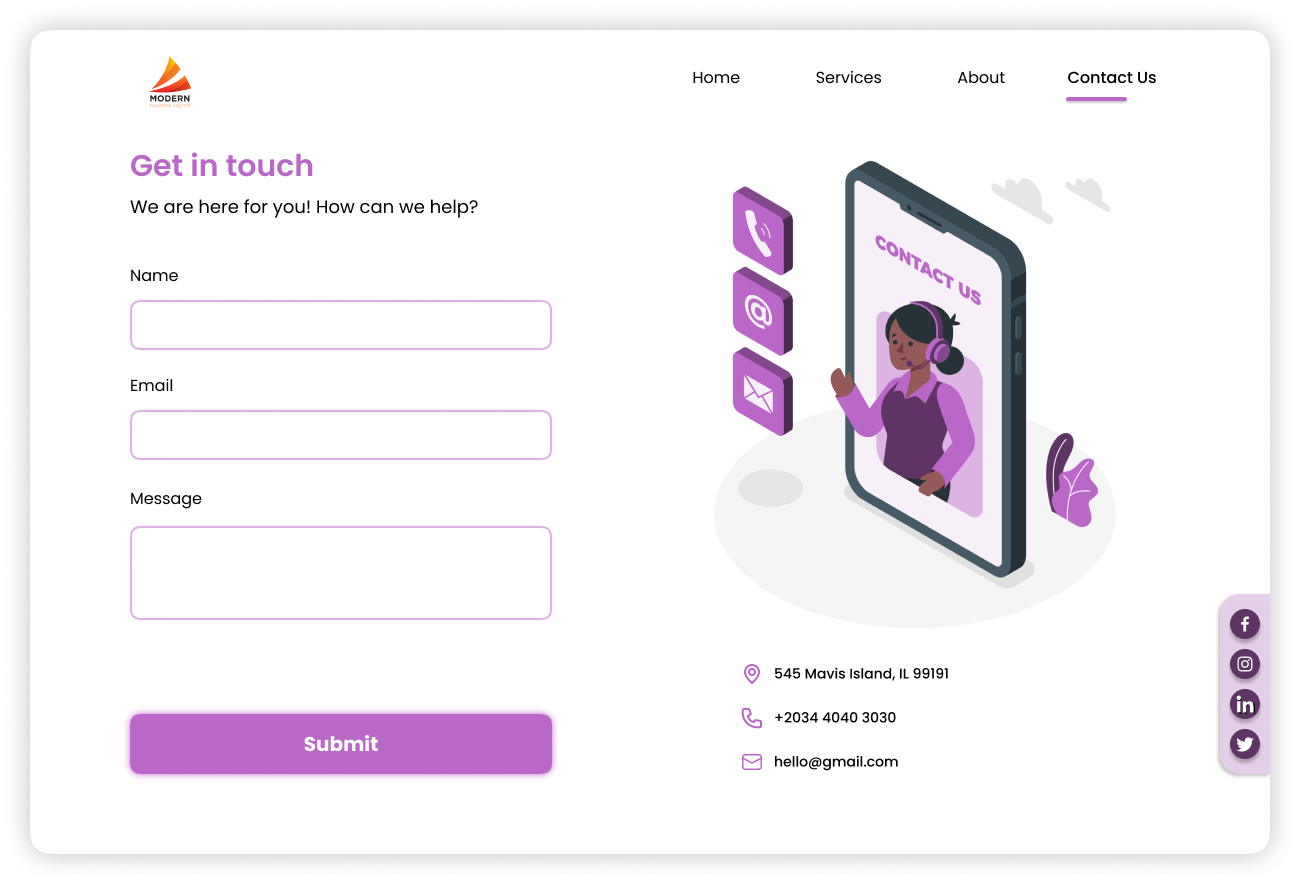 MODERN
Home
Services
About
Contact Us
Get in touch
We are here for you! How can we help?
Name
Email
Message
Submit
CONTACT US
@
545 Mavis Island, IL 99191
+2034 4040 3030
hello@gmail.com
f
in